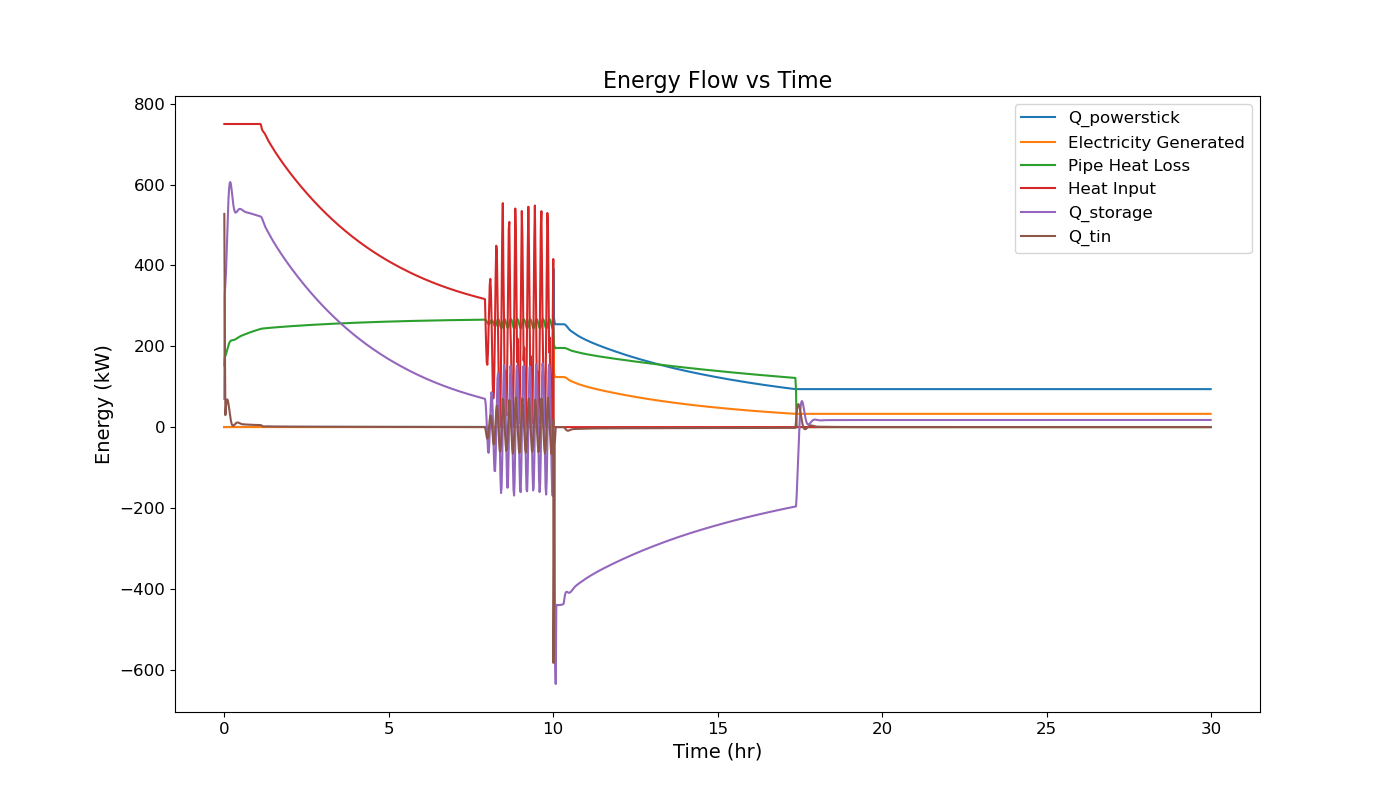 Energy Flow vs Time
Energy (kW)
800
600
400
200
0
−200
−400
−600
0
5
10
15
20
25
30
Time (hr)
Q_powerstick
Electricity Generated
Pipe Heat Loss
Heat Input
Q_storage
Q_tin